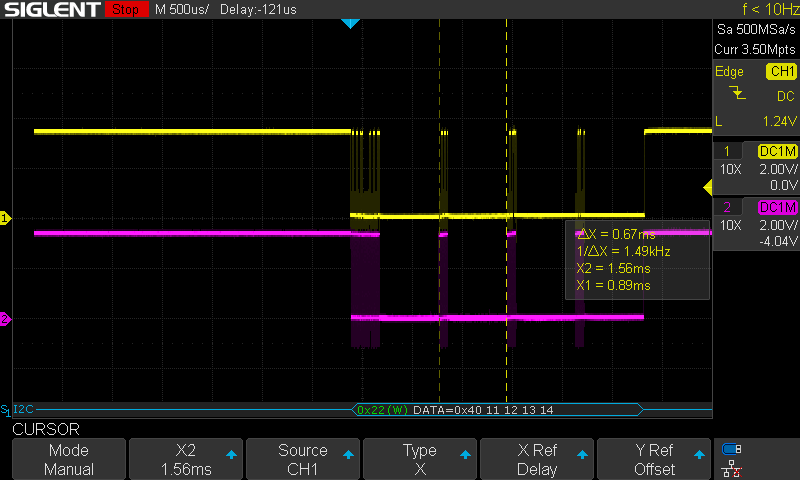 SIGLENT Stop M 500us/ Delay:-121us f < 10Hz
Sa 500MSa/s
Curr 3.50Mpts
Edge CH1
DC
L 1.24V
1 DC1M
10X 2.00V/
0.0V
2 DC1M
10X 2.00V/
-4.04V
1
2
ΔX = 0.67ms
1/ΔX = 1.49kHz
X2 = 1.56ms
X1 = 0.89ms
S1 I2C 0x22(W) DATA=0x40 11 12 13 14
CURSOR
Mode X2 Source Type X Ref Y Ref
Manual 1.56ms CH1 X Delay Offset